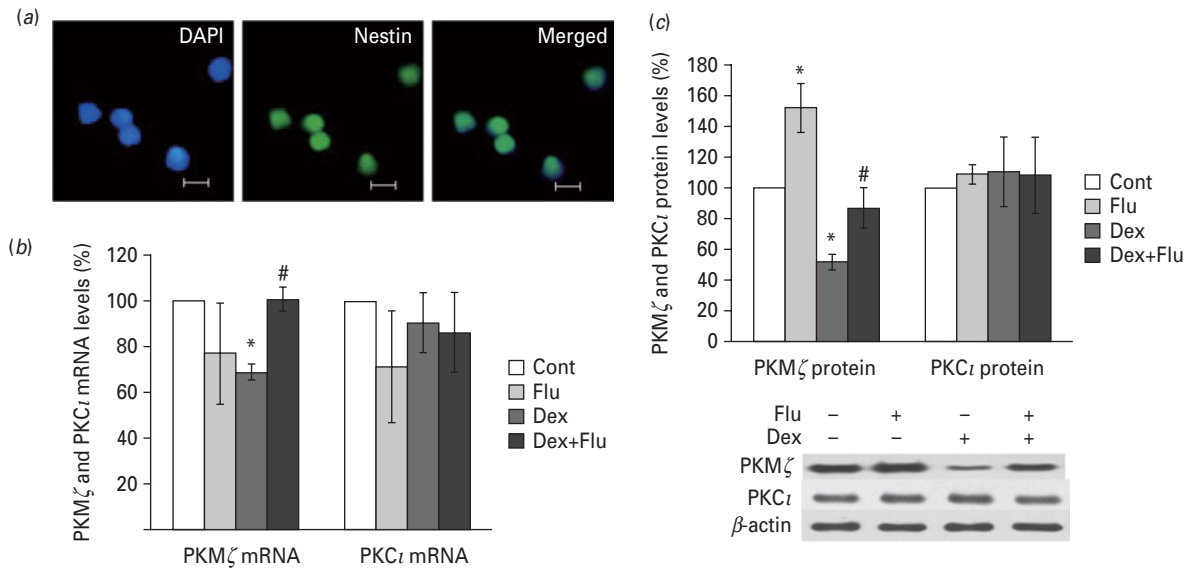 (a)
DAPI
Nestin
Merged
(b)
PKMζ and PKCι mRNA levels (%)
120
100
80
60
40
20
*
#
PKMζ mRNA
PKCι mRNA
Cont
Flu
Dex
Dex+Flu
(c)
PKMζ and PKCι protein levels (%)
180
160
140
120
100
80
60
40
20
0
*
*
#
PKMζ protein
PKCι protein
Cont
Flu
Dex
Dex+Flu
Flu – + – +
Dex – – + +
PKMζ
PKCι
β-actin